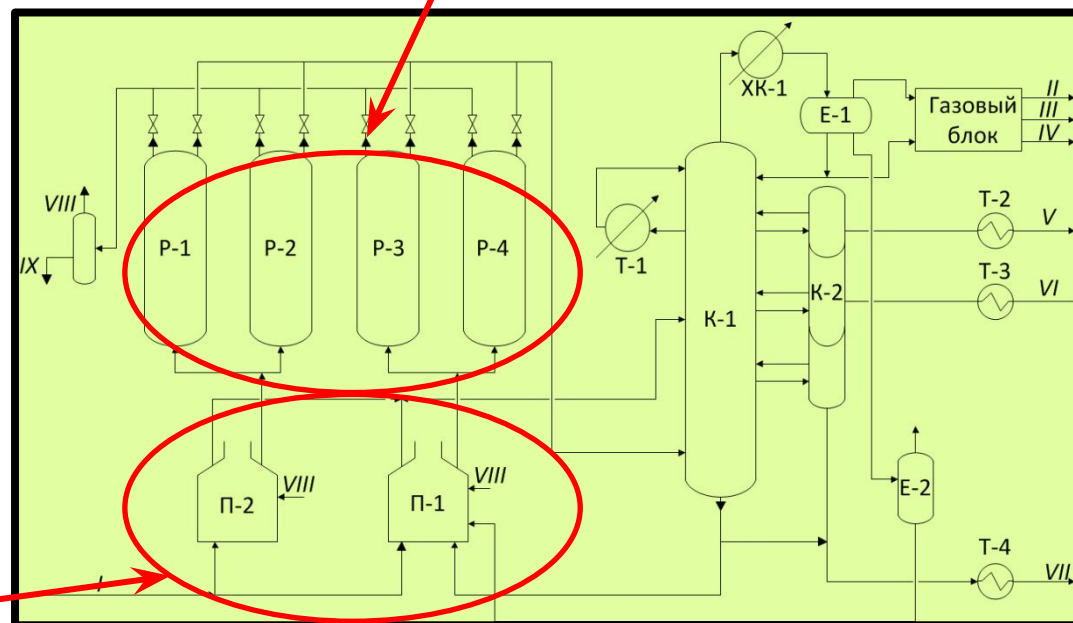 ХК-1
Е-1
Газовый
блок
II
III
IV
VIII
IX
Р-1
Р-2
Р-3
Р-4
Т-1
К-1
К-2
Т-2
V
Т-3
VI
П-2
VIII
П-1
VIII
Е-2
I
Т-4
VII